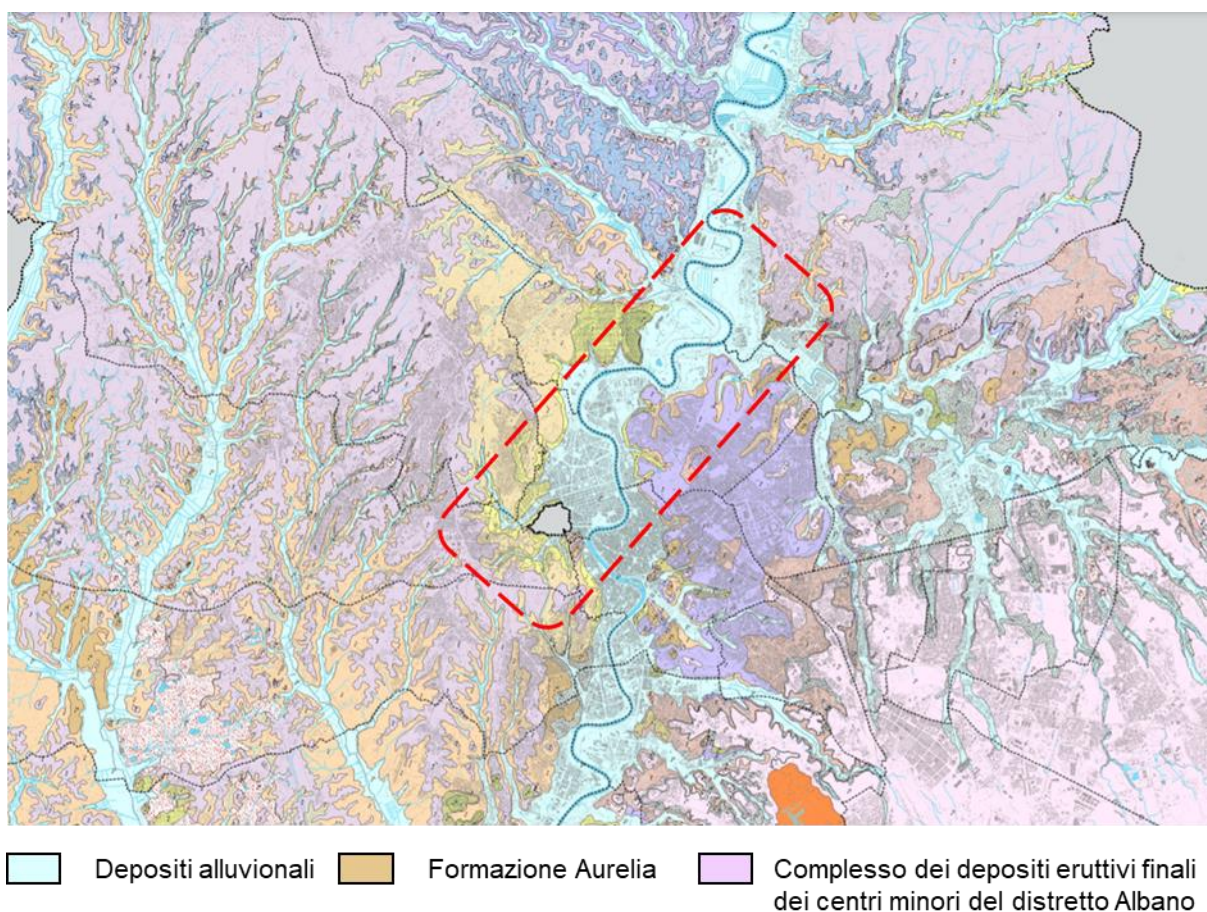 Depositi alluvionali
Formazione Aurelia
Complesso dei depositi eruttivi finali
dei centri minori del distretto Albano